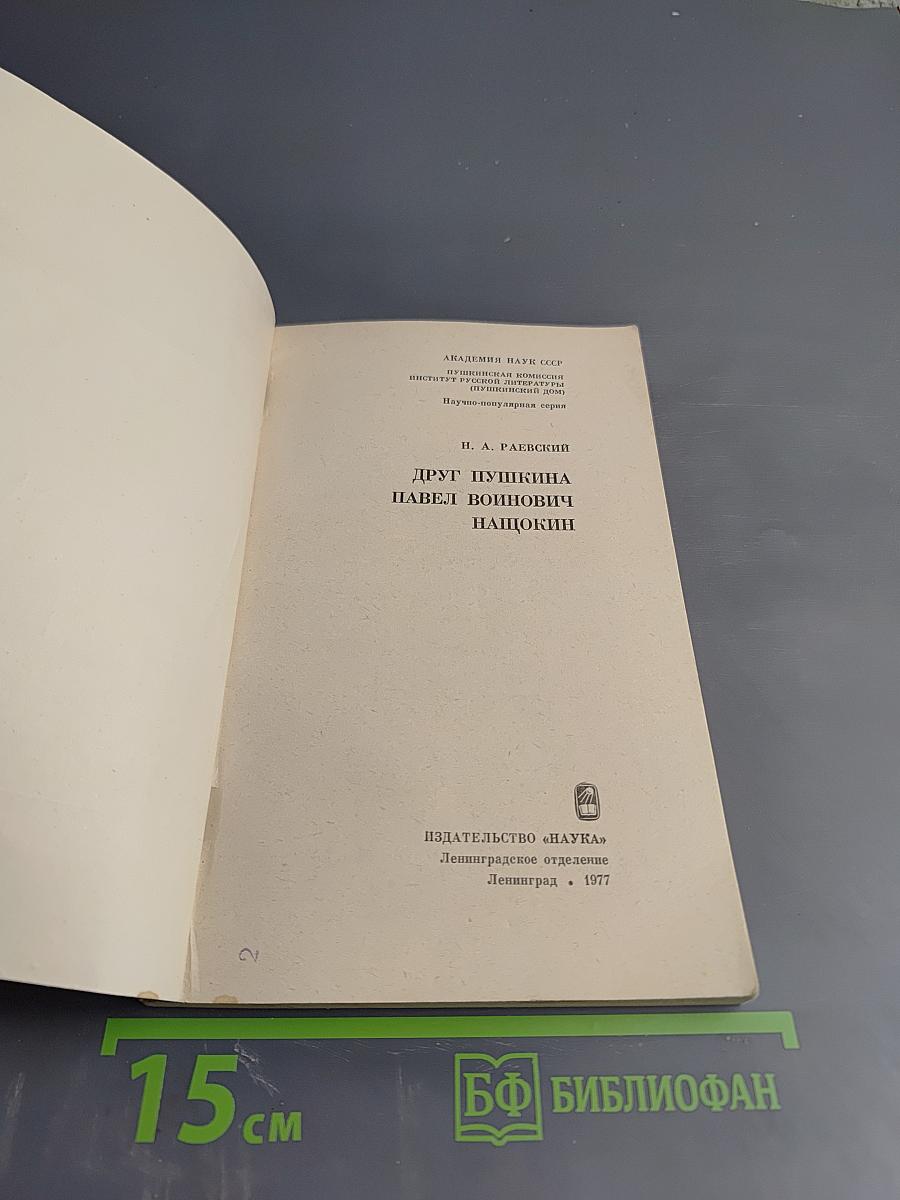 АКАДЕМИЯ НАУК СССР
ПУШКИНСКАЯ КОМИССИЯ
ИНСТИТУТ РУССКОЙ ЛИТЕРАТУРЫ
(ПУШКИНСКИЙ ДОМ)
Научно-популярная серия
Н. А. РАЕВСКИЙ
ДРУГ ПУШКИНА
ПАВЕЛ ВОИНОВИЧ
НАЩОКИН
ИЗДАТЕЛЬСТВО «НАУКА»
Ленинградское отделение
Ленинград • 1977
2
15 см
БФ БИБЛИОФАН